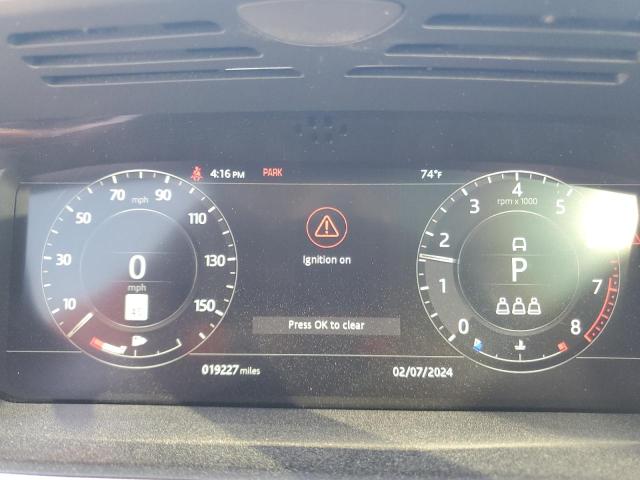 4:16 PM PARK 74°F
Ignition on
Press OK to clear
10 30 50 70 90 110 130 150
mph
0
mph
0 1 2 3 4 5 7 8
rpm x 1000
P
019227 miles 02/07/2024